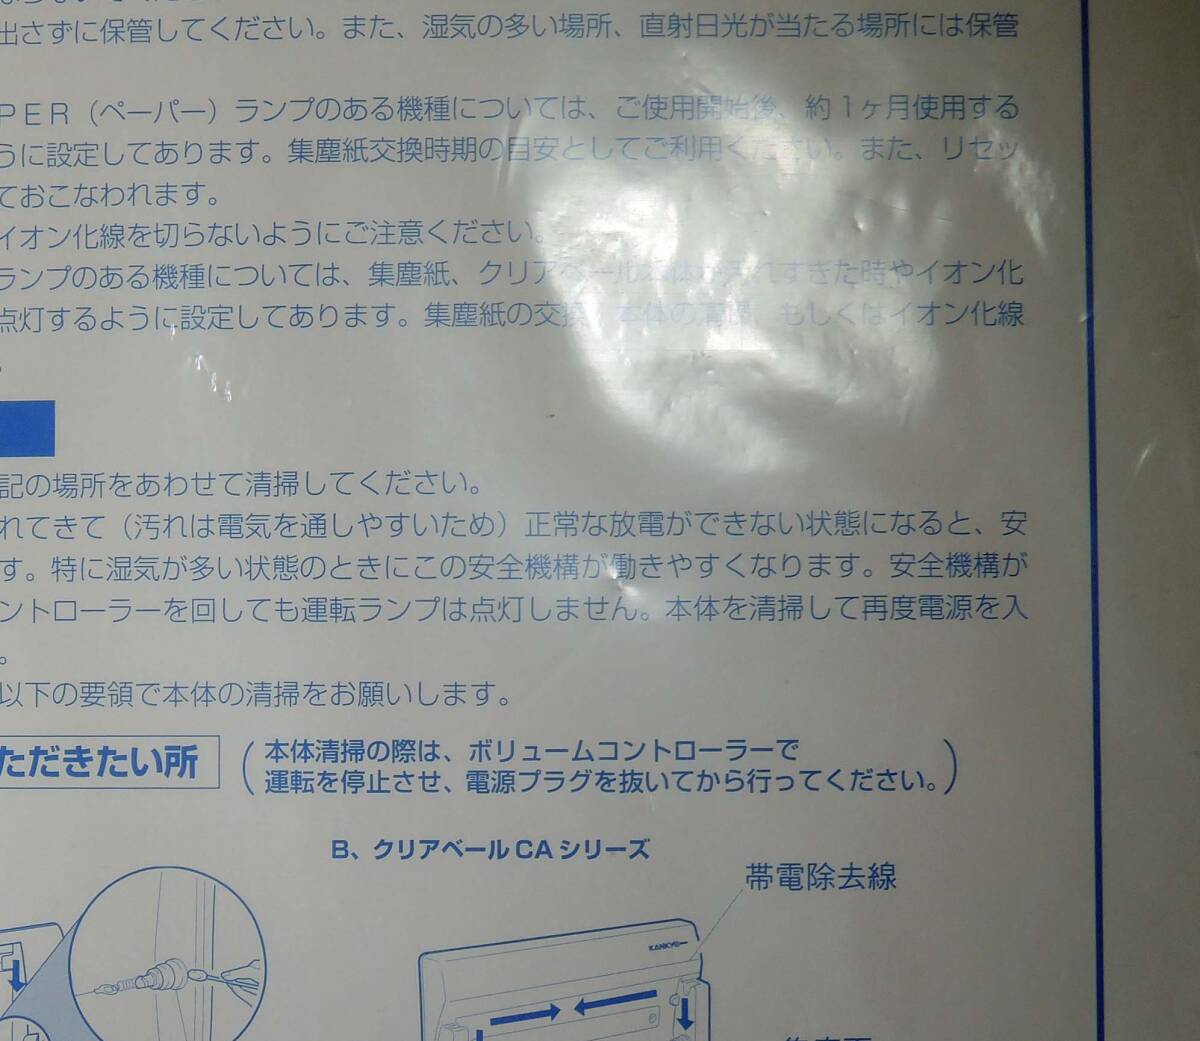 出さずに保管してください。また、湿気の多い場所、直射日光が当たる場所には保管
ＰＥＲ（ペーパー）ランプのある機種については、ご使用開始後、約１ヶ月使用する
うに設定してあります。集塵紙交換時期の目安としてご利用ください。また、リセッ
ておこなわれます。
イオン化線を切らないようにご注意ください。
ランプのある機種については、集塵紙、クリアベール本体が汚れすぎた時やイオン化
点灯するように設定してあります。集塵紙の交換、本体の清掃、もしくはイオン化線
記の場所をあわせて清掃してください。
れてきて（汚れは電気を通しやすいため）正常な放電ができない状態になると、安
す。特に湿気が多い状態のときにこの安全機構が働きやすくなります。安全機構が
ントローラーを回しても運転ランプは点灯しません。本体を清掃して再度電源を入
。
以下の要領で本体の清掃をお願いします。
ただきたい所
（本体清掃の際は、ボリュームコントローラーで
運転を停止させ、電源プラグを抜いてから行ってください。）
B、クリアベール CA シリーズ
帯電除去線
KANKYO